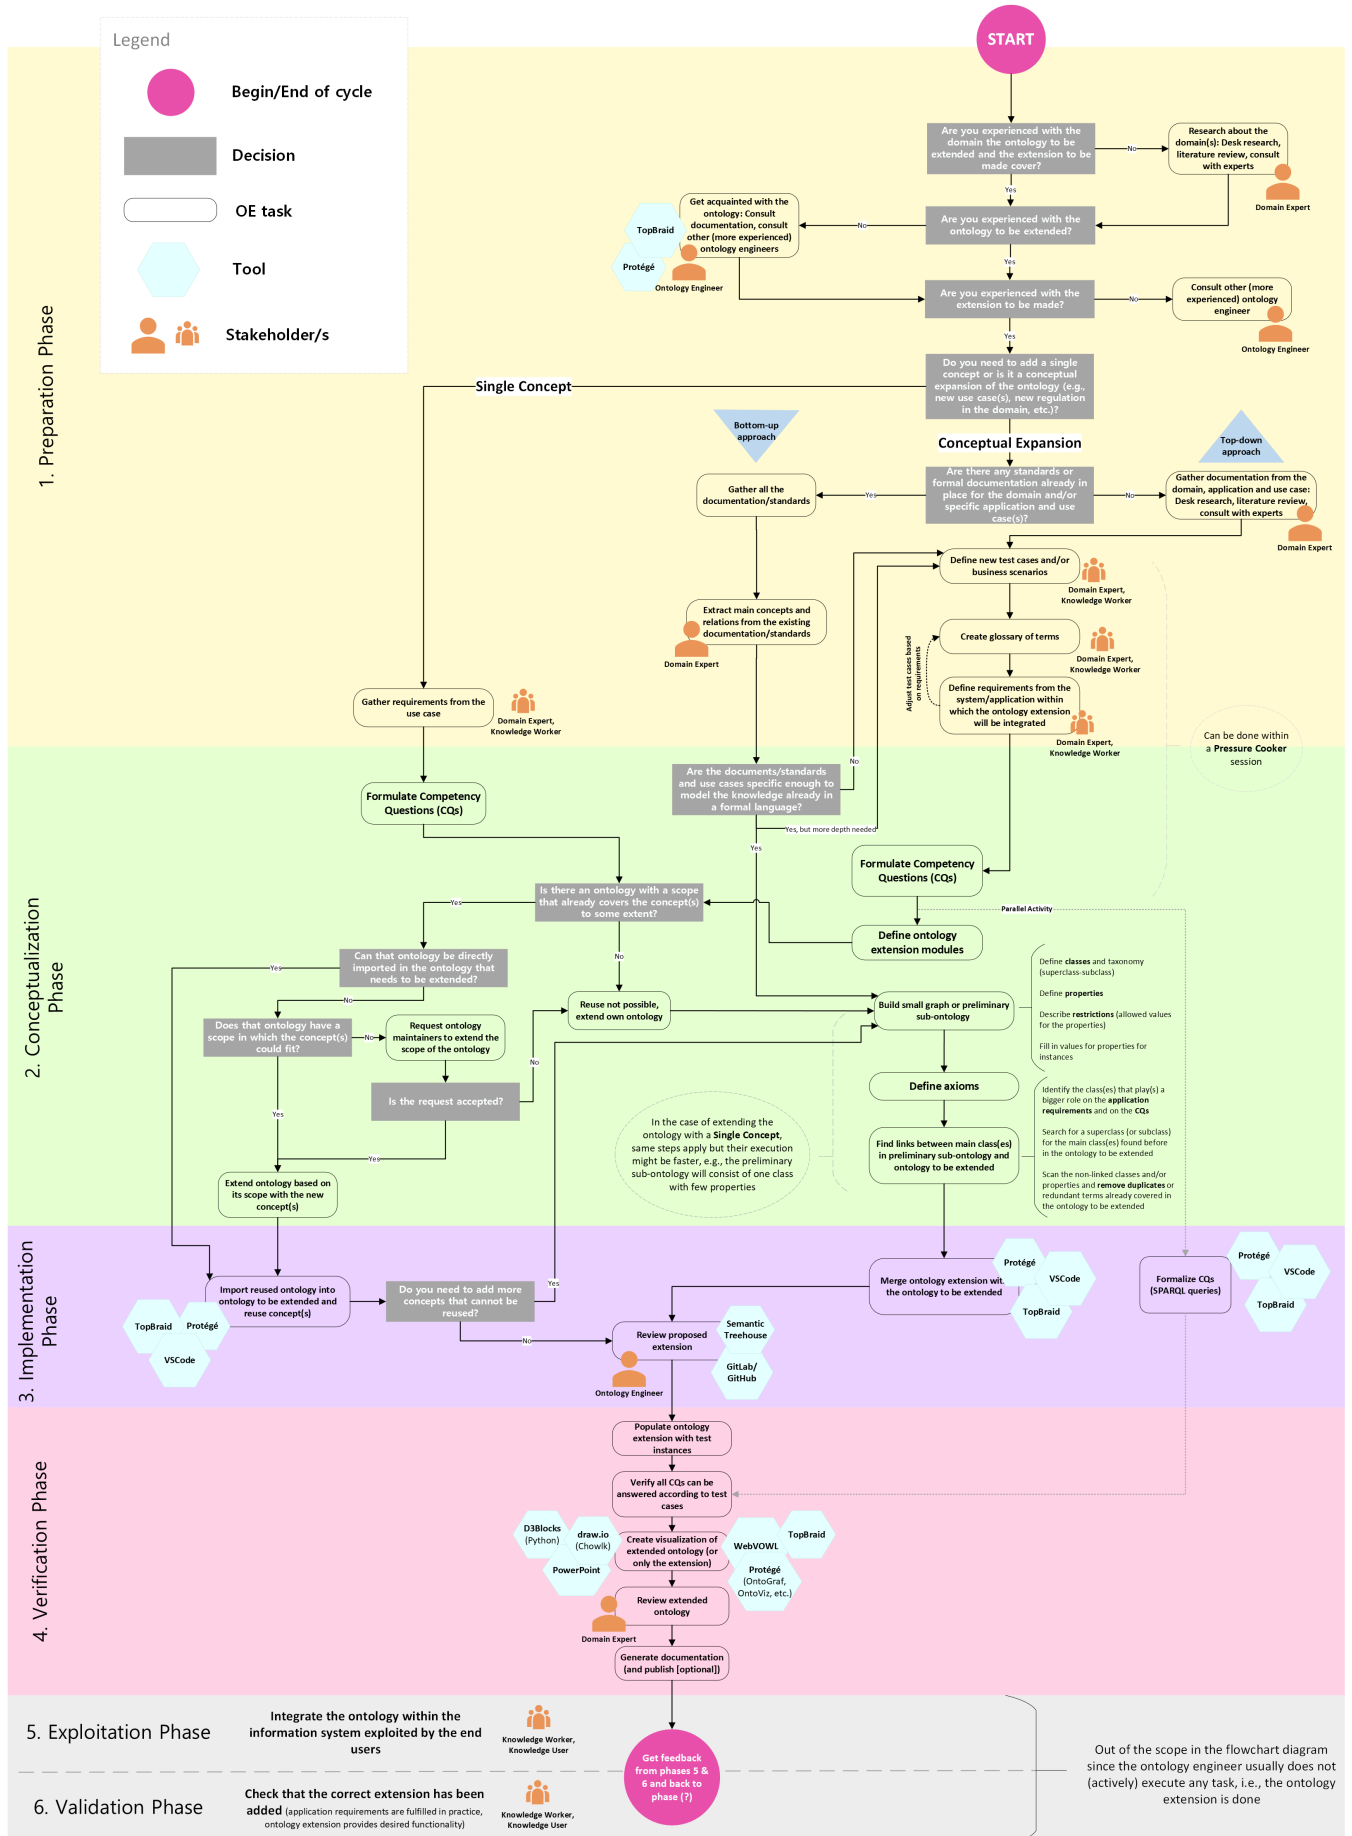 START
Legend
Begin/End of cycle
Decision
OE task
Tool
Stakeholder/s
1. Preparation Phase
Are you experienced with the
domain the ontology to be
extended and the extension to be
made cover?
No
Research about the
domain(s): Desk research,
literature review, consult
with experts
Domain Expert
Yes
Are you experienced with the
ontology to be extended?
No
Get acquainted with the
ontology: Consult
documentation, consult
other (more experienced)
ontology engineers
TopBraid
Protégé
Ontology Engineer
Yes
Are you experienced with the
extension to be made?
No
Consult other (more
experienced) ontology
engineer
Ontology Engineer
Yes
Do you need to add a single
concept or is it a conceptual
expansion of the ontology (e.g.,
new use case(s), new regulation
in the domain, etc.)?
Single Concept
Conceptual Expansion
Bottom-up
approach
Top-down
approach
Are there any standards or
formal documentation already in
place for the domain and/or
specific application and use
case(s)?
Yes
No
Gather all the
documentation/standards
Gather documentation from the
domain, application and use case:
Desk research, literature review,
consult with experts
Domain Expert
Define new test cases and/or
business scenarios
Domain Expert,
Knowledge Worker
Extract main concepts and
relations from the existing
documentation/standards
Domain Expert
Create glossary of terms
Domain Expert,
Knowledge Worker
Adjust test cases based
on requirements
Define requirements from the
system/application within
which the ontology extension
will be integrated
Domain Expert,
Knowledge Worker
Gather requirements from the
use case
Domain Expert,
Knowledge Worker
Can be done within
a Pressure Cooker
session
2. Conceptualization
Phase
Are the documents/standards
and use cases specific enough to
model the knowledge already in
a formal language?
No
Yes, but more depth needed
Yes
Formulate Competency
Questions (CQs)
Formulate Competency
Questions (CQs)
Parallel Activity
Is there an ontology with a scope
that already covers the concept(s)
to some extent?
Yes
No
Define ontology
extension modules
Can that ontology be directly
imported in the ontology that
needs to be extended?
Yes
No
Define classes and taxonomy
(superclass-subclass)
Define properties
Describe restrictions (allowed values
for the properties)
Fill in values for properties for
instances
Reuse not possible,
extend own ontology
Build small graph or preliminary
sub-ontology
Does that ontology have a
scope in which the concept(s)
could fit?
No
Request ontology
maintainers to extend the
scope of the ontology
No
Is the request accepted?
Yes
Yes
Define axioms
Find links between main class(es)
in preliminary sub-ontology and
ontology to be extended
Identify the class(es) that play(s) a
bigger role on the application
requirements and on the CQs
Search for a superclass (or subclass)
for the main class(es) found before
in the ontology to be extended
Scan the non-linked classes and/or
properties and remove duplicates or
redundant terms already covered in
the ontology to be extended
In the case of extending the
ontology with a Single Concept,
same steps apply but their execution
might be faster, e.g., the preliminary
sub-ontology will consist of one class
with few properties
Extend ontology based on
its scope with the new
concept(s)
3. Implementation
Phase
Import reused ontology into
ontology to be extended and
reuse concept(s)
TopBraid
Protégé
VSCode
Do you need to add more
concepts that cannot be
reused?
Yes
No
Merge ontology extension with
the ontology to be extended
Protégé
VSCode
TopBraid
Formalize CQs
(SPARQL queries)
Protégé
VSCode
TopBraid
Review proposed
extension
Semantic
Treehouse
GitLab/
GitHub
Ontology Engineer
4. Verification Phase
Populate ontology
extension with test
instances
Verify all CQs can be
answered according to test
cases
Create visualization of
extended ontology (or
only the extension)
D3Blocks
(Python)
draw.io
(Chowlk)
PowerPoint
WebVOWL
TopBraid
Protégé
(OntoGraf,
OntoViz, etc.)
Review extended
ontology
Domain Expert
Generate documentation
(and publish [optional])
5. Exploitation Phase
Integrate the ontology within the
information system exploited by the end
users
Knowledge Worker,
Knowledge User
Get feedback
from phases 5 &
6 and back to
phase (?)
Out of the scope in the flowchart diagram
since the ontology engineer usually does not
(actively) execute any task, i.e., the ontology
extension is done
6. Validation Phase
Check that the correct extension has been
added (application requirements are fulfilled in practice,
ontology extension provides desired functionality)
Knowledge Worker,
Knowledge User